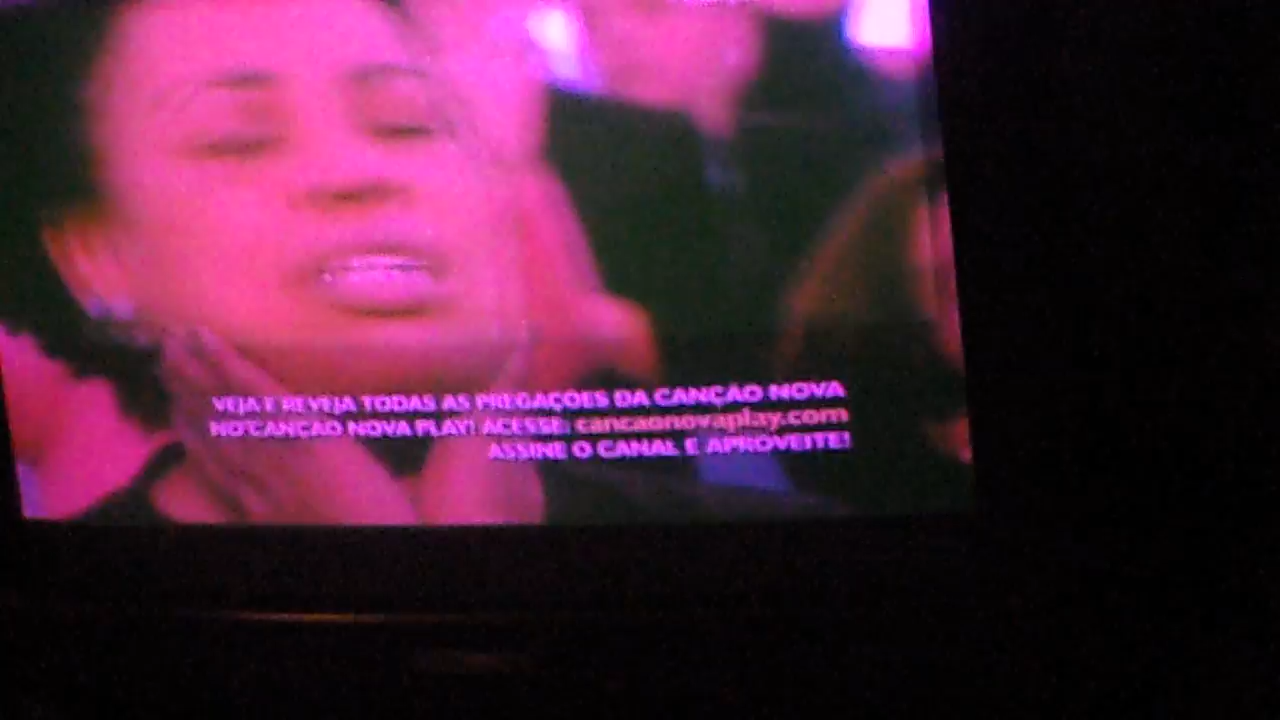 VEJA E REVEJA TODAS AS PREGAÇÕES DA CANÇÃO NOVA
NO CANÇÃO NOVA PLAY! ACESSE: cancaonovaplay.com
ASSINE O CANAL E APROVEITE!